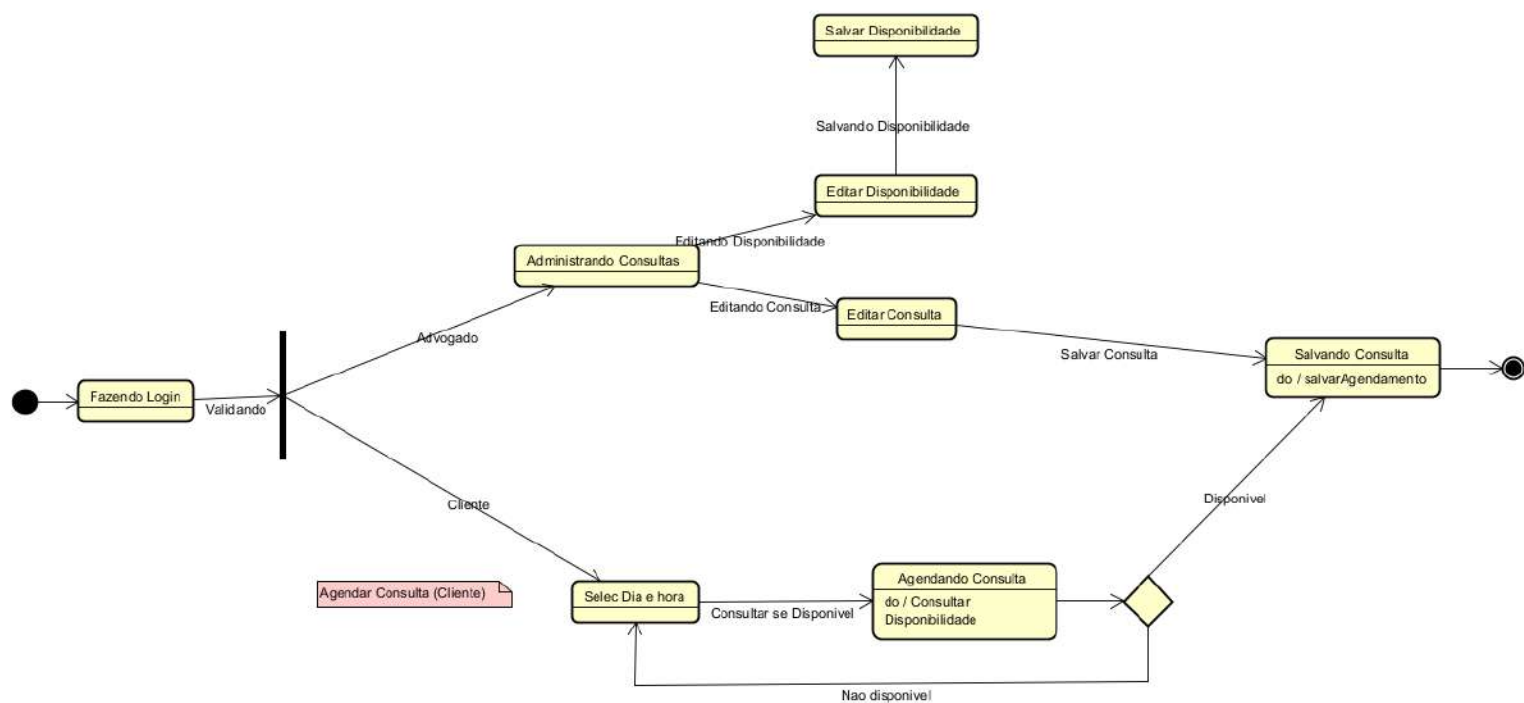 Salvar Disponibilidade
Salvando Disponibilidade
Editar Disponibilidade
Editando Disponibilidade
Administrando Consultas
Editando Consulta
Editar Consulta
Advogado
Salvar Consulta
Salvando Consulta
do / salvarAgendamento
Fazendo Login
Validando
Cliente
Disponivel
Agendar Consulta (Cliente)
Selec Dia e hora
Consultar se Disponivel
Agendando Consulta
do / Consultar
Disponibilidade
Nao disponivel